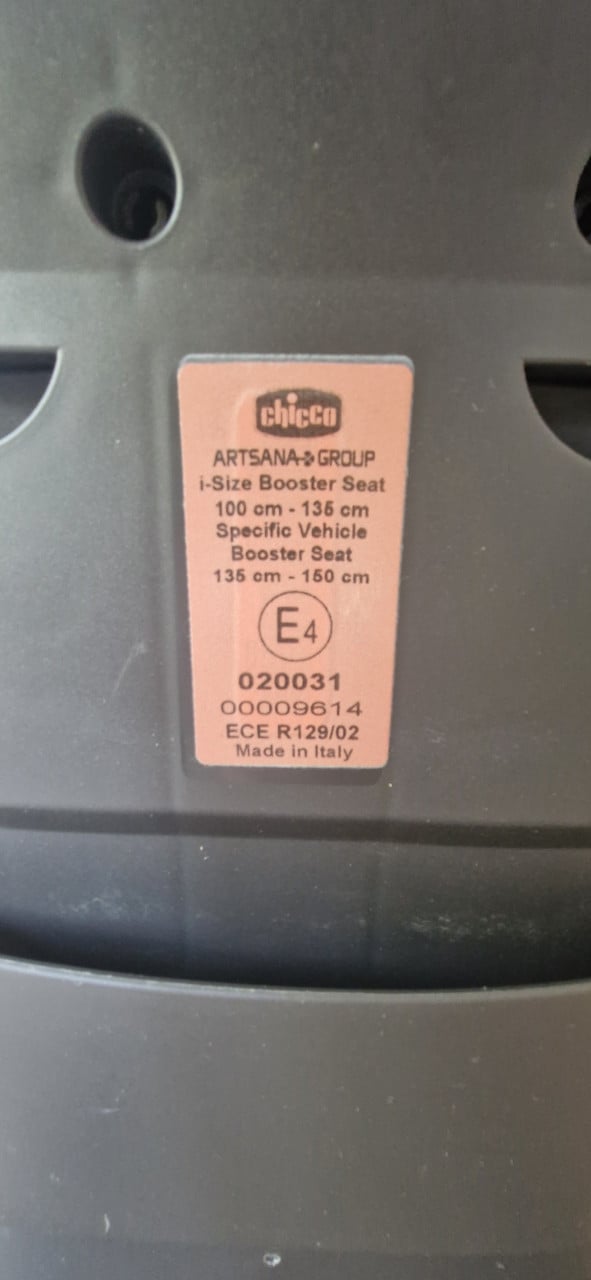 chicco
ARTSANA GROUP
i-Size Booster Seat
100 cm - 135 cm
Specific Vehicle
Booster Seat
135 cm - 150 cm
E4
020031
00009614
ECE R129/02
Made in Italy